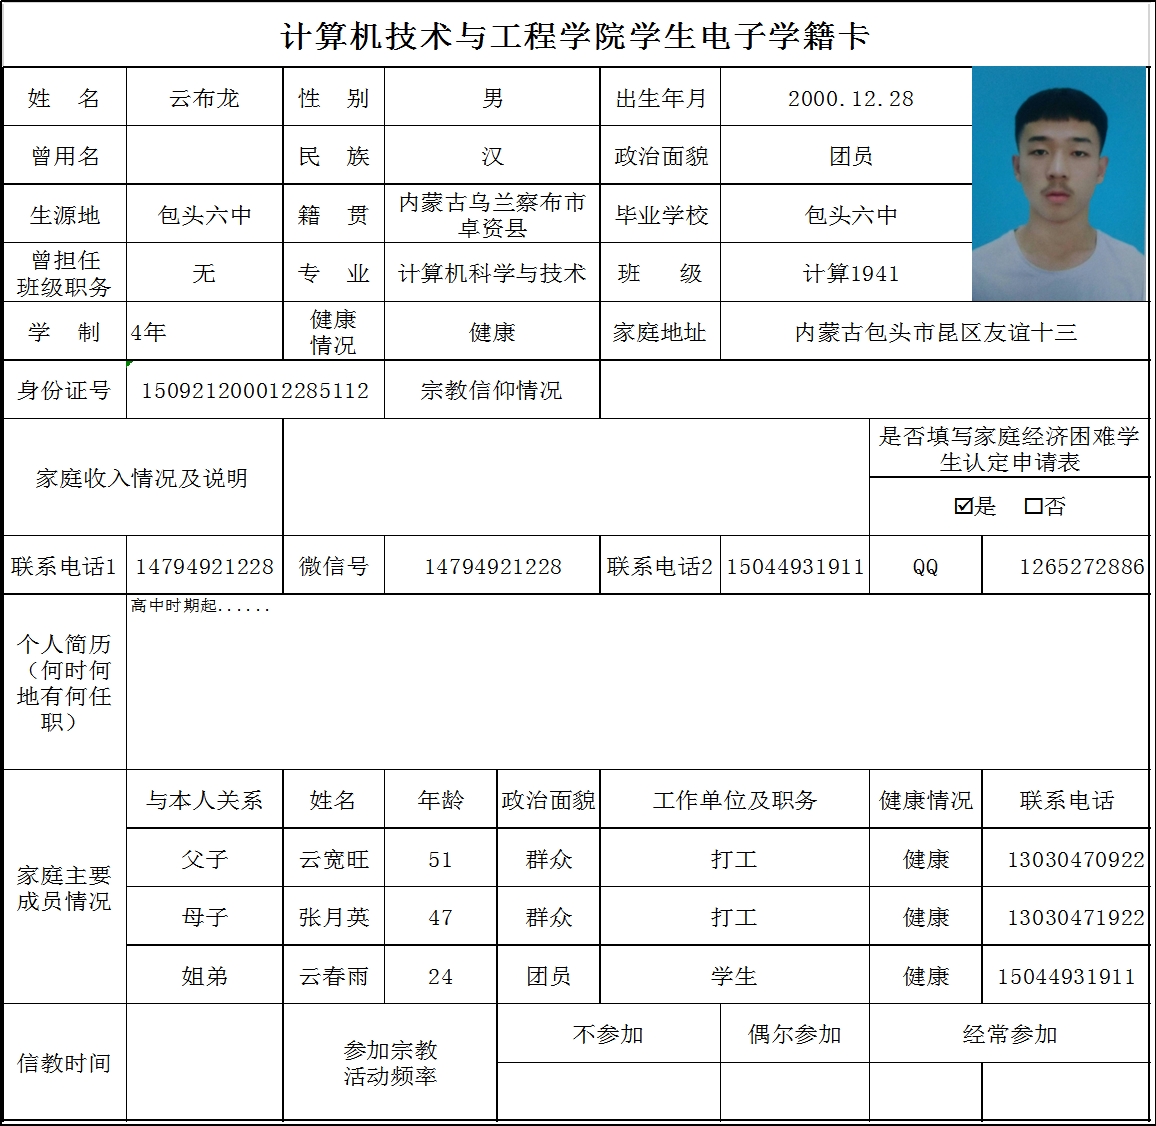 计算机技术与工程学院学生电子学籍卡
姓 名 云布龙 性 别 男 出生年月 2000.12.28
曾用名 民 族 汉 政治面貌 团员
生源地 包头六中 籍 贯 内蒙古乌兰察布市
卓资县 毕业学校 包头六中
曾担任
班级职务 无 专 业 计算机科学与技术 班 级 计算1941
学 制 4年 健康
情况 健康 家庭地址 内蒙古包头市昆区友谊十三
身份证号 150921200012285112 宗教信仰情况
家庭收入情况及说明 是否填写家庭经济困难学
生认定申请表
☑是 ☐否
联系电话1 14794921228 微信号 14794921228 联系电话2 15044931911 QQ 1265272886
个人简历
（何时何
地有何任
职）
高中时期起......
家庭主要
成员情况
与本人关系 姓名 年龄 政治面貌 工作单位及职务 健康情况 联系电话
父子 云宽旺 51 群众 打工 健康 13030470922
母子 张月英 47 群众 打工 健康 13030471922
姐弟 云春雨 24 团员 学生 健康 15044931911
信教时间 参加宗教
活动频率 不参加 偶尔参加 经常参加